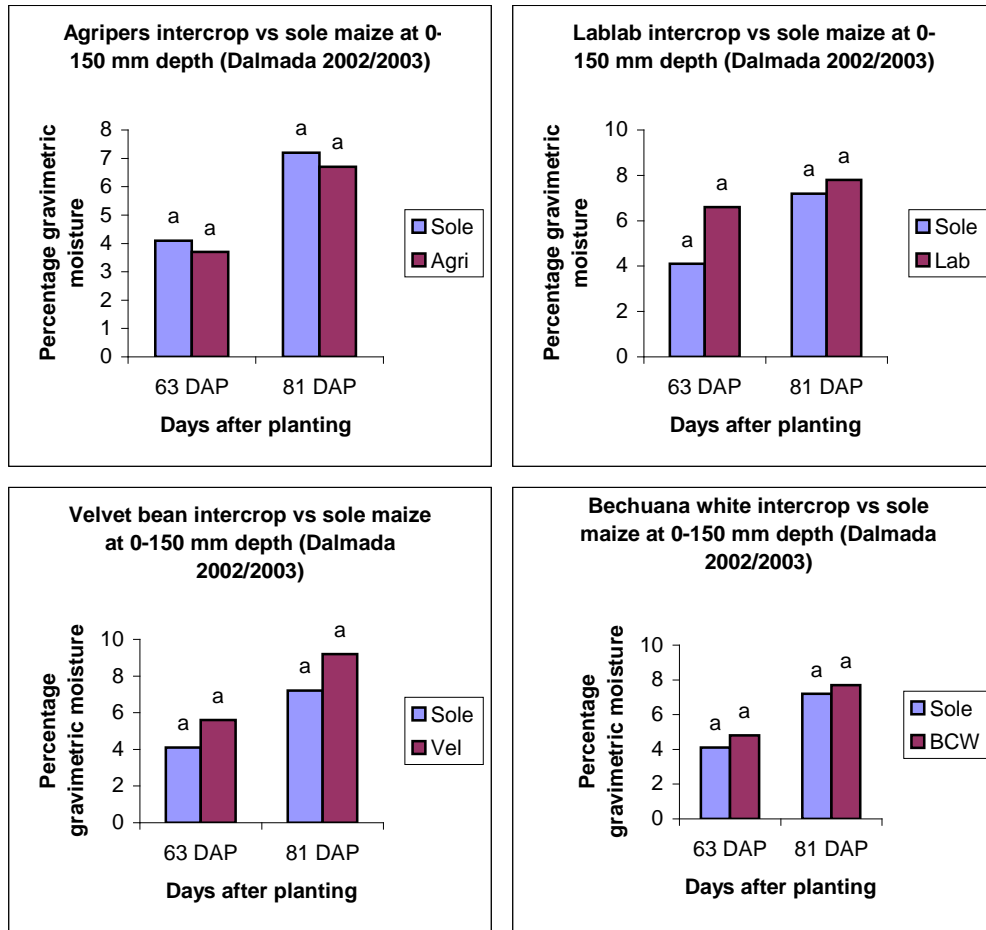 Agripers intercrop vs sole maize at 0-
150 mm depth (Dalmada 2002/2003)
8
7
6
5
4
3
2
1
0
Percentage gravimetric
moisture
a
a
a
a
63 DAP
81 DAP
Days after planting
Sole
Agri
Lablab intercrop vs sole maize at 0-
150 mm depth (Dalmada 2002/2003)
10
8
6
4
2
0
Percentage gravimetric
moisture
a
a
a
a
63 DAP
81 DAP
Days after planting
Sole
Lab
Velvet bean intercrop vs sole maize
at 0-150 mm depth (Dalmada
2002/2003)
10
8
6
4
2
0
Percentage
gravimetric moisture
a
a
a
a
63 DAP
81 DAP
Days after planting
Sole
Vel
Bechuana white intercrop vs sole
maize at 0-150 mm depth (Dalmada
2002/2003)
10
8
6
4
2
0
Percentage
gravimetric moisture
a
a
a
a
63 DAP
81 DAP
Days after planting
Sole
BCW